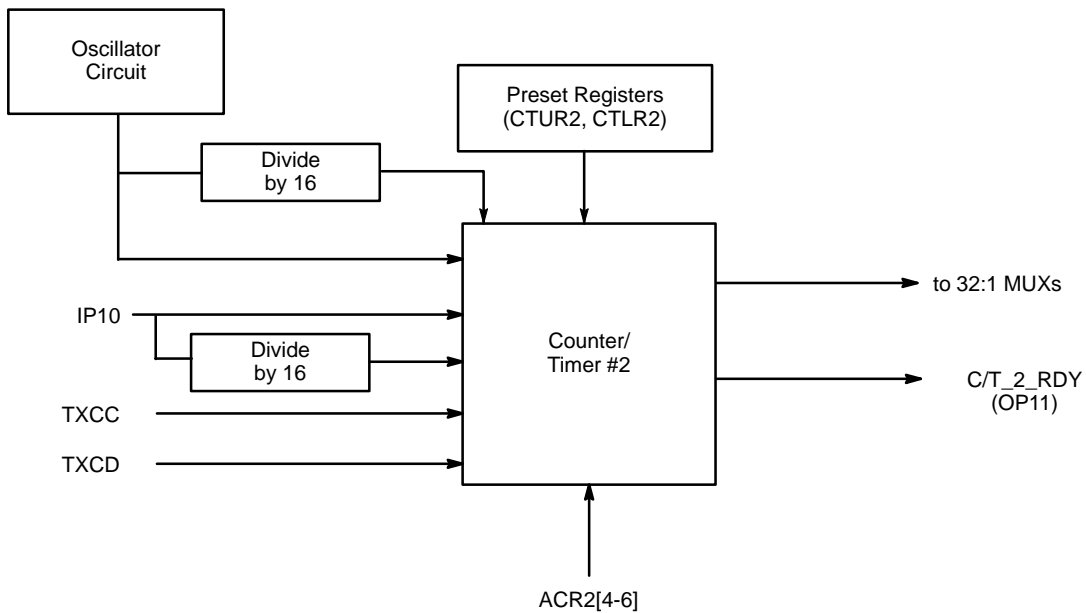 Oscillator
Circuit
Preset Registers
(CTUR2, CTLR2)
Divide
by 16
to 32:1 MUXs
IP10
Counter/
Timer #2
Divide
by 16
C/T_2_RDY
(OP11)
TXCC
TXCD
ACR2[4-6]